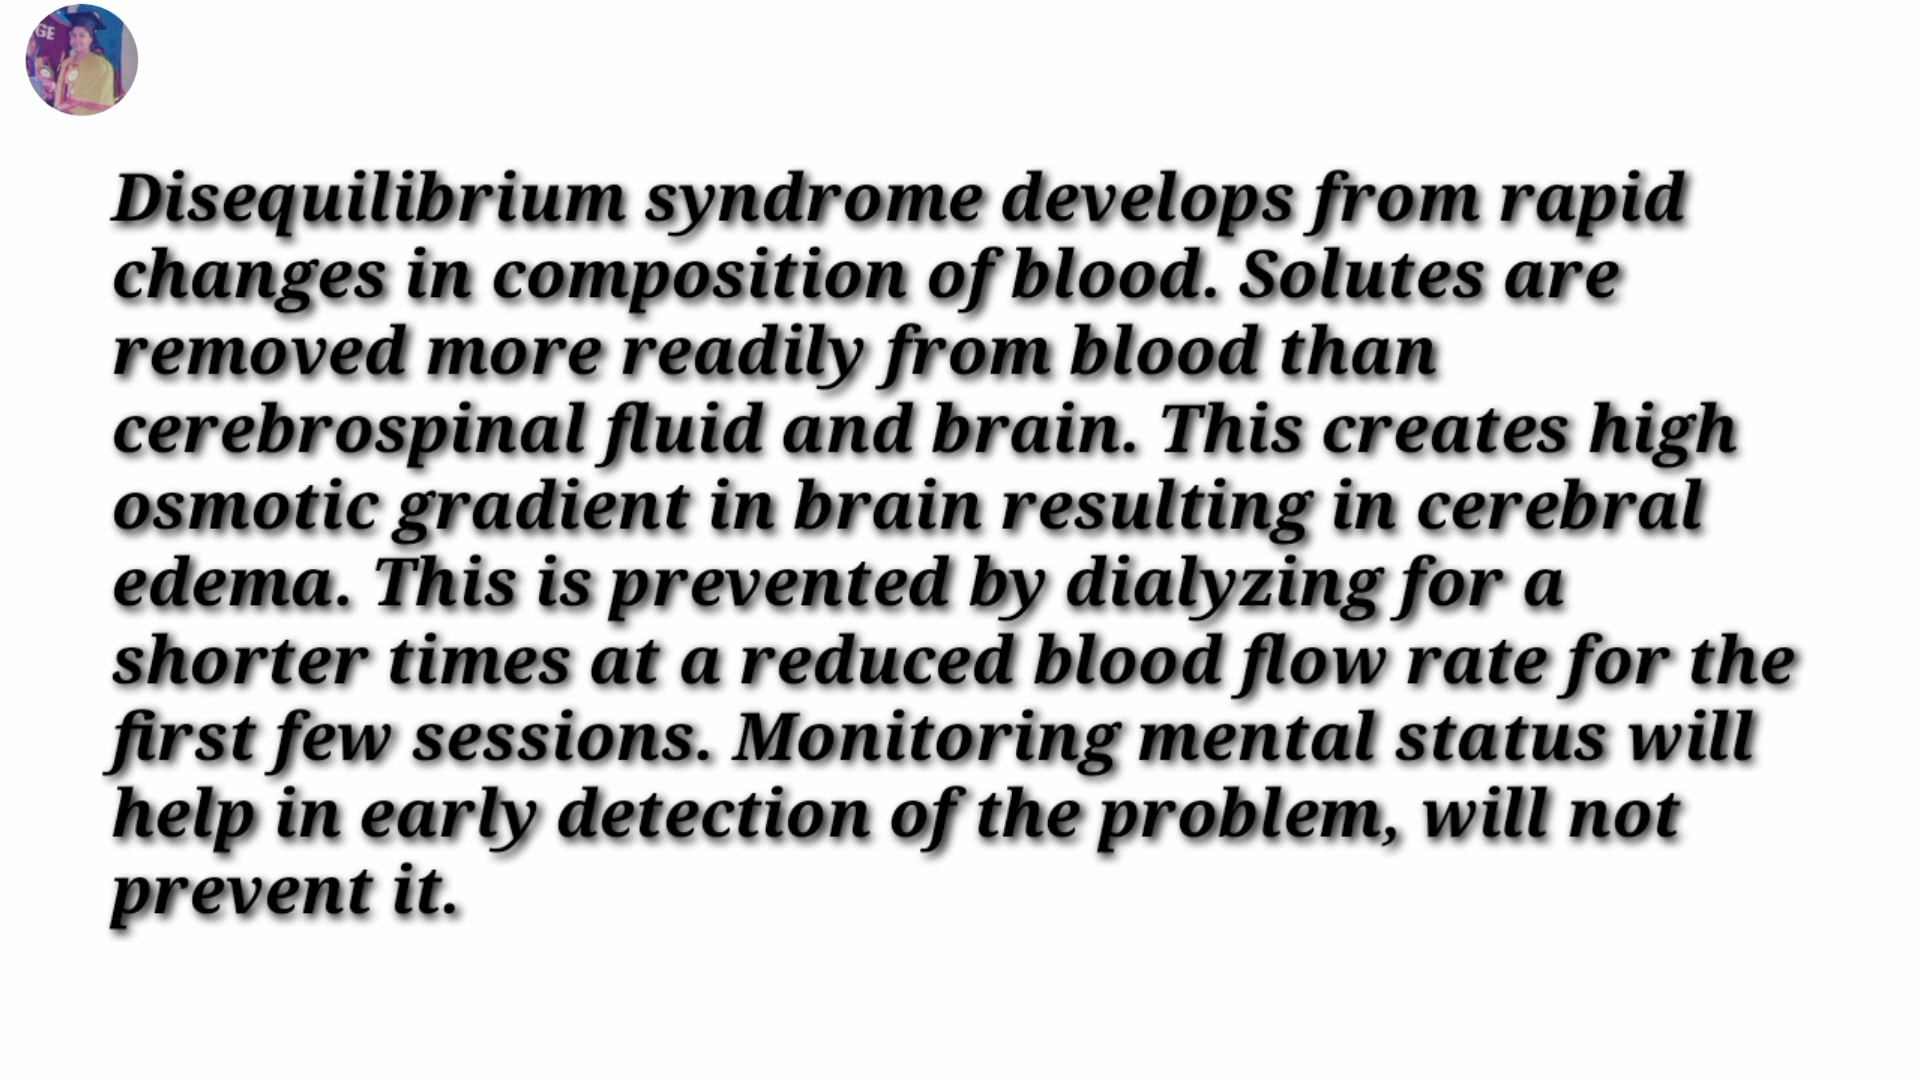 GE
Disequilibrium syndrome develops from rapid
changes in composition of blood. Solutes are
removed more readily from blood than
cerebrospinal fluid and brain. This creates high
osmotic gradient in brain resulting in cerebral
edema. This is prevented by dialyzing for a
shorter times at a reduced blood flow rate for the
first few sessions. Monitoring mental status will
help in early detection of the problem, will not
prevent it.